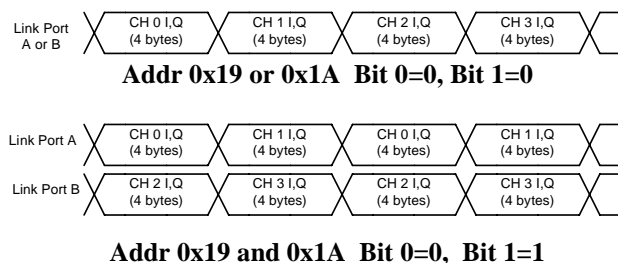 Link Port A or B
CH 0 I,Q (4 bytes) CH 1 I,Q (4 bytes) CH 2 I,Q (4 bytes) CH 3 I,Q (4 bytes)
Addr 0x19 or 0x1A Bit 0=0, Bit 1=0
Link Port A
CH 0 I,Q (4 bytes) CH 1 I,Q (4 bytes) CH 0 I,Q (4 bytes) CH 1 I,Q (4 bytes)
Link Port B
CH 2 I,Q (4 bytes) CH 3 I,Q (4 bytes) CH 2 I,Q (4 bytes) CH 3 I,Q (4 bytes)
Addr 0x19 and 0x1A Bit 0=0, Bit 1=1